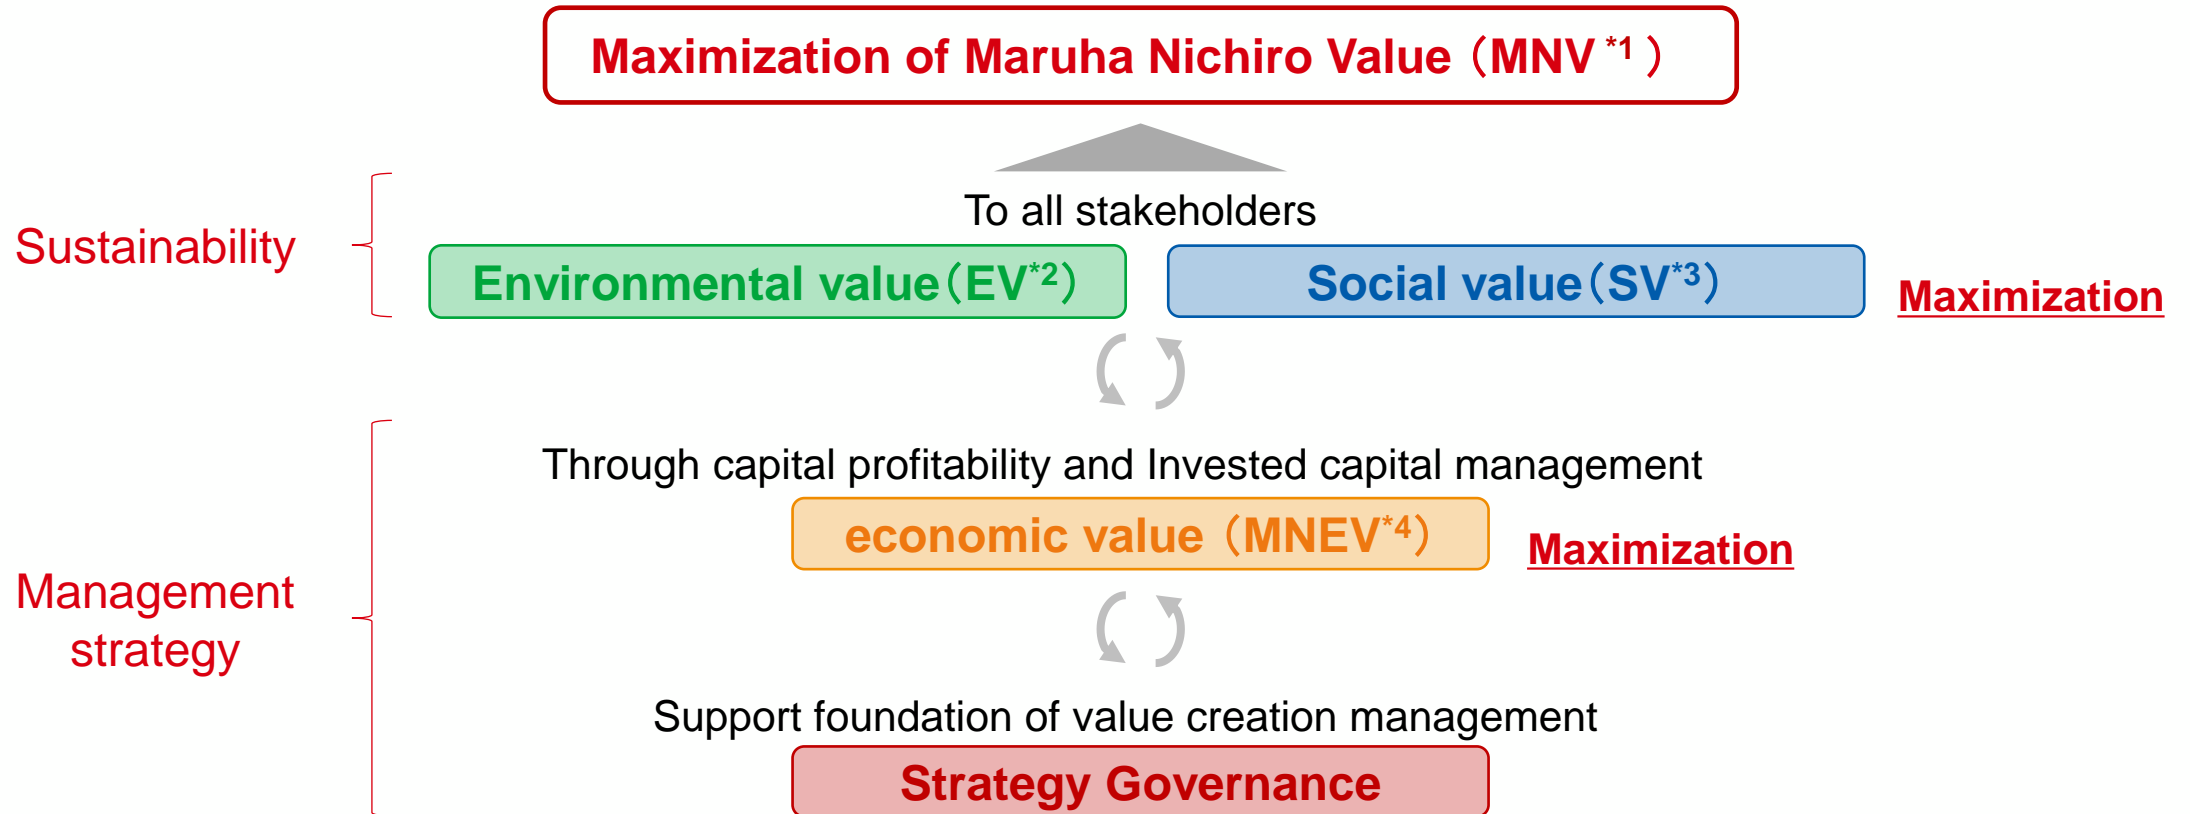 Maximization of Maruha Nichiro Value（MNV*1）
To all stakeholders
Sustainability
Environmental value（EV*2）
Social value（SV*3）
Maximization
Through capital profitability and Invested capital management
economic value（MNEV*4）
Maximization
Management
strategy
Support foundation of value creation management
Strategy Governance